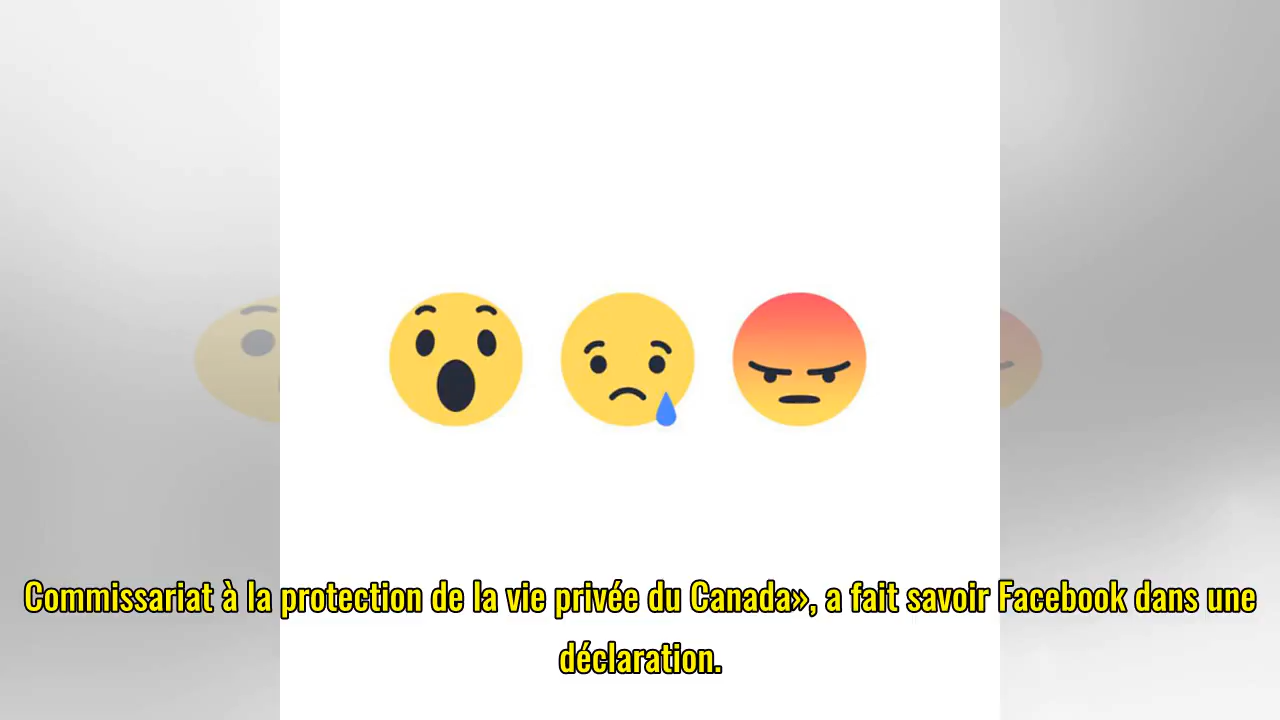 Commissariat à la protection de la vie privée du Canada», a fait savoir Facebook dans une
déclaration.